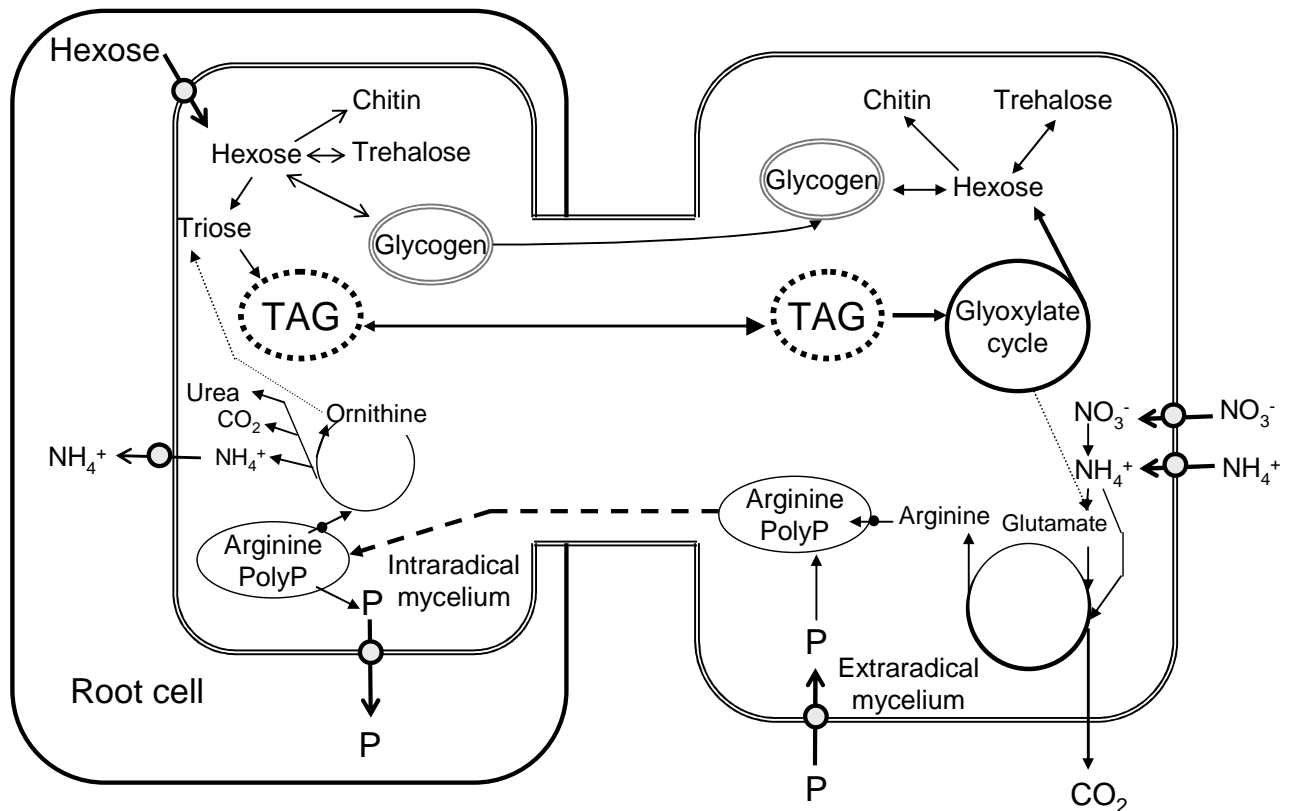 Hexose
Chitin
Hexose
Trehalose
Triose
Glycogen
TAG
Urea
CO₂
Ornithine
NH₄⁺
NH₄⁺
Arginine
PolyP
Intraradical
mycelium
P
P
Root cell
Chitin
Trehalose
Glycogen
Hexose
TAG
Glyoxylate
cycle
NO₃⁻
NO₃⁻
NH₄⁺
NH₄⁺
Arginine
PolyP
Arginine
Glutamate
P
Extraradical
mycelium
P
CO₂